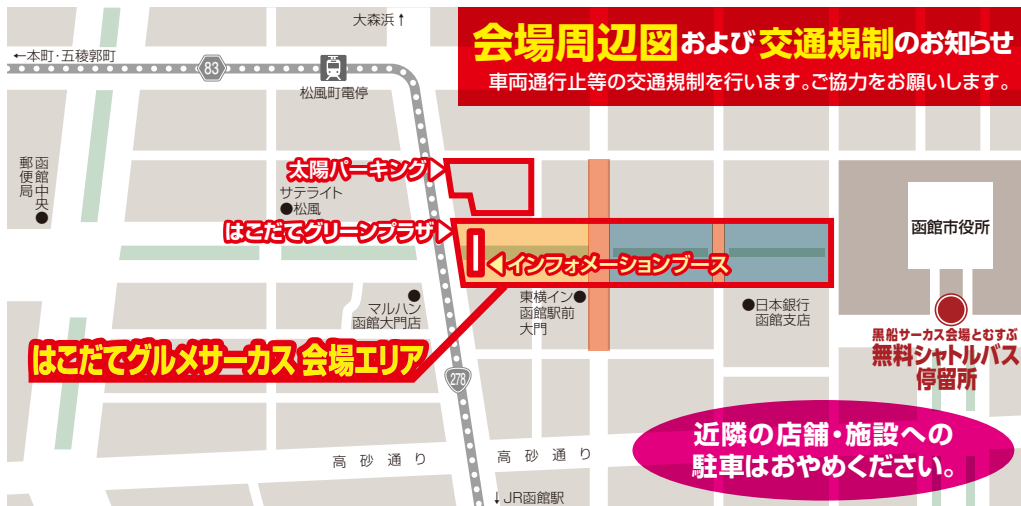 大森浜↑
会場周辺図および交通規制のお知らせ
車両通行止等の交通規制を行います。ご協力をお願いします。
←本町・五稜郭町
83
松風町電停
函館中央
郵便局
太陽パーキング
サテライト
●松風
はこだてグリーンプラザ
インフォメーションブース
函館市役所
マルハン
函館大門店
東横イン●
函館駅前
大門
●日本銀行
函館支店
黒船サーカス会場とむすぶ
無料シャトルバス
停留所
はこだてグルメサーカス 会場エリア
278
近隣の店舗・施設への
駐車はおやめください。
高砂通り
高砂通り
↓JR函館駅